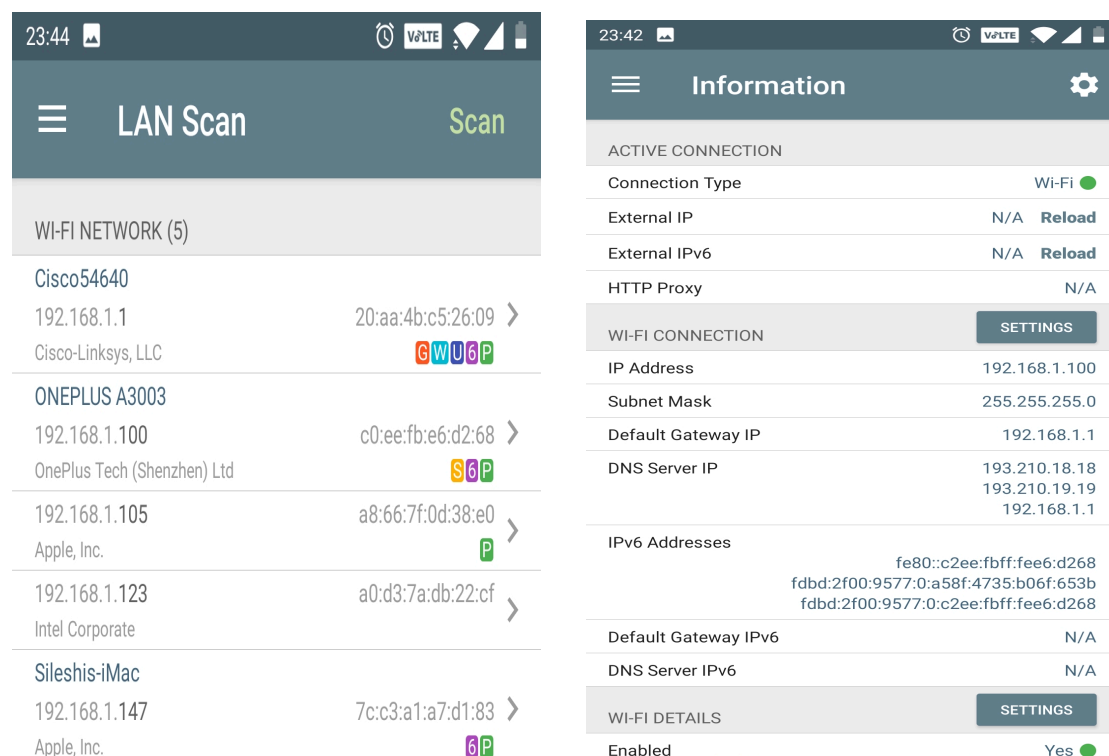 23:44
VoLTE
LAN Scan
Scan
WI-FI NETWORK (5)
Cisco54640
192.168.1.1 20:aa:4b:c5:26:09
Cisco-Linksys, LLC G W U 6 P
ONEPLUS A3003
192.168.1.100 c0:ee:fb:e6:d2:68
OnePlus Tech (Shenzhen) Ltd S 6 P
192.168.1.105 a8:66:7f:0d:38:e0
Apple, Inc. P
192.168.1.123 a0:d3:7a:db:22:cf
Intel Corporate
Sileshis-iMac
192.168.1.147 7c:c3:a1:a7:d1:83
Apple, Inc. 6 P
23:42
VoLTE
Information
ACTIVE CONNECTION
Connection Type Wi-Fi
External IP N/A Reload
External IPv6 N/A Reload
HTTP Proxy N/A
WI-FI CONNECTION SETTINGS
IP Address 192.168.1.100
Subnet Mask 255.255.255.0
Default Gateway IP 192.168.1.1
DNS Server IP 193.210.18.18
193.210.19.19
192.168.1.1
IPv6 Addresses
fe80::c2ee:fbff:fee6:d268
fdbd:2f00:9577:0:a58f:4735:b06f:653b
fdbd:2f00:9577:0:c2ee:fbff:fee6:d268
Default Gateway IPv6 N/A
DNS Server IPv6 N/A
WI-FI DETAILS SETTINGS
Enabled Yes